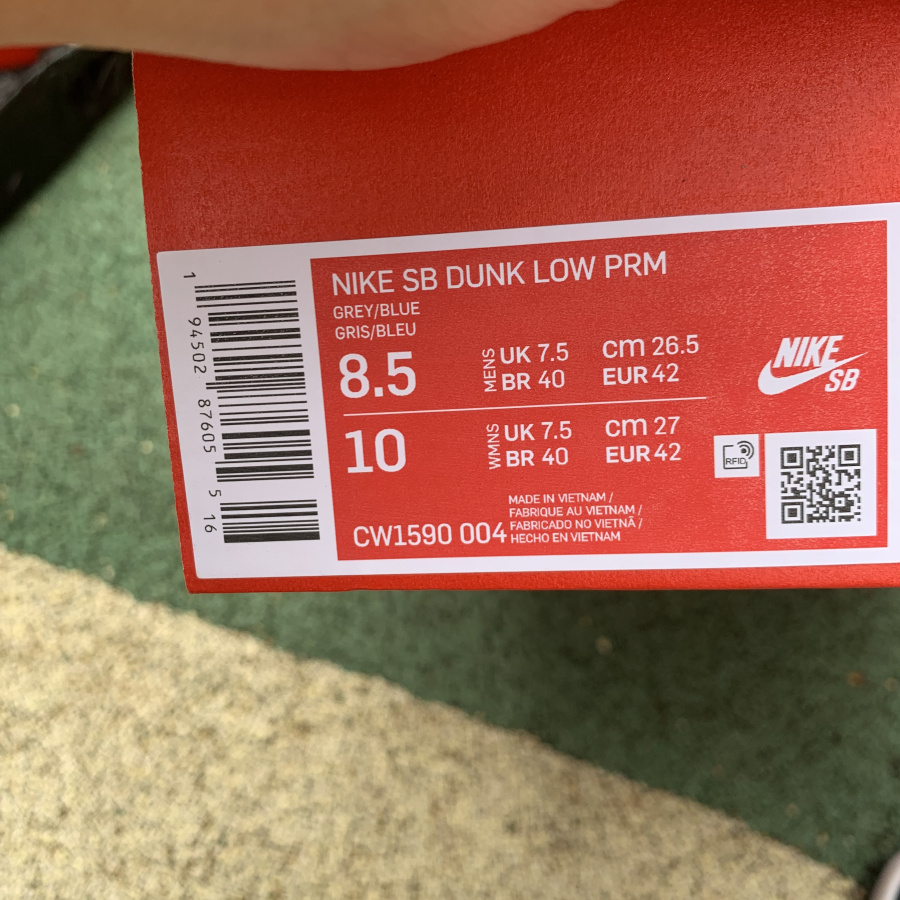 1 94502 87605 5 16
NIKE SB DUNK LOW PRM
GREY/BLUE
GRIS/BLEU
8.5
MENS
UK 7.5 cm 26.5
BR 40 EUR 42
10
WMNS
UK 7.5 cm 27
BR 40 EUR 42
CW1590 004
MADE IN VIETNAM /
FABRIQUE AU VIETNAM /
FABRICADO NO VIETNÃ /
HECHO EN VIETNAM
NIKE
SB
RFID